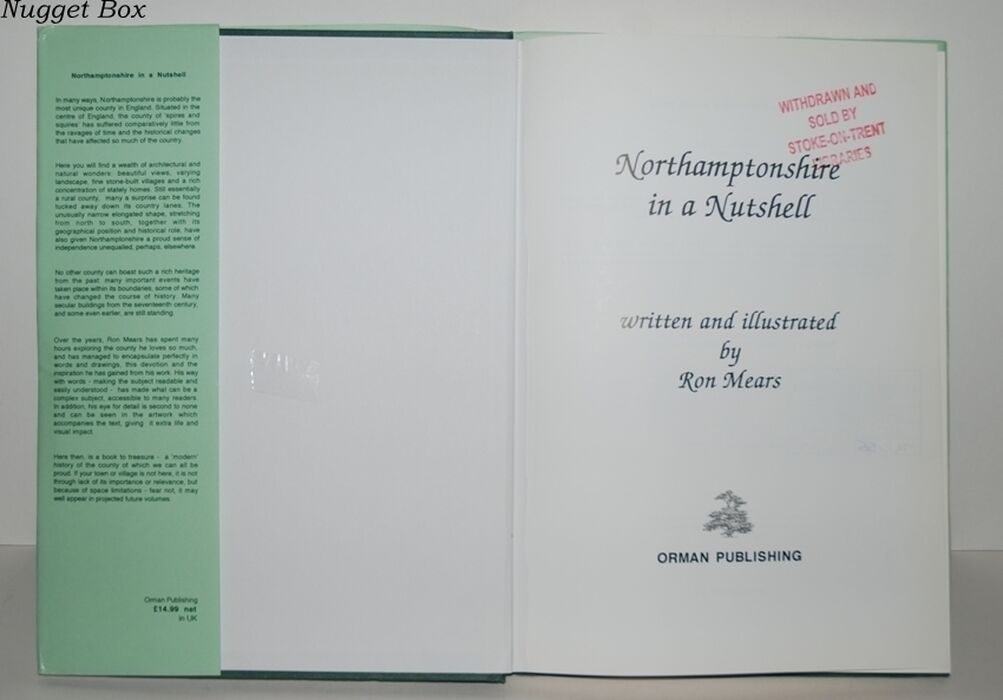 Nugget Box
Northamptonshire in a Nutshell
In many ways, Northamptonshire is probably the
most unique county in England. Situated in the
centre of England, the county of 'spires and
squires' has suffered comparatively little from
the ravages of time and the historical changes
that have affected so much of the country.
Here you will find a wealth of architectural and
natural wonders: beautiful views, varying
landscape, fine stone-built villages and a rich
concentration of stately homes. Still essentially
a rural county, many a surprise can be found
tucked away down its country lanes. The
unusually narrow elongated shape, stretching
from north to south, together with its
geographical position and historical role, have
also given Northamptonshire a proud sense of
independence unequalled, perhaps, elsewhere.
No other county can boast such a rich heritage
from the past: many important events have
taken place within its boundaries, some of which
have changed the course of history. Many
secular buildings from the seventeenth century,
and some even earlier, are still standing.
Over the years, Ron Mears has spent many
hours exploring the county he loves so much,
and has managed to encapsulate perfectly in
words and drawings, this devotion and the
inspiration he has gained from his work. His way
with words - making the subject readable and
easily understood - has made what can be a
complex subject, accessible to many readers.
In addition, his eye for detail is second to none
and can be seen in the artwork which
accompanies the text, giving it extra life and
visual impact.
Here then, is a book to treasure - a 'modern'
history of the county of which we can all be
proud. If your town or village is not here, it is not
through lack of its importance or relevance, but
because of space limitations - fear not, it may
well appear in projected future volumes.
Orman Publishing
£14.99 net
in UK
WITHDRAWN AND
SOLD BY
STOKE-ON-TRENT
LIBRARIES
Northamptonshire
in a Nutshell
written and illustrated
by
Ron Mears
ORMAN PUBLISHING